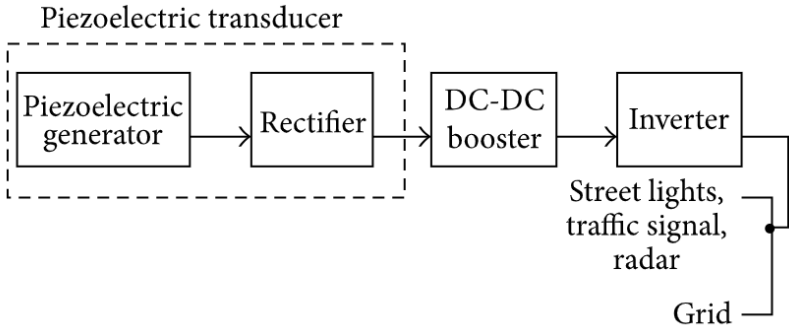 Piezoelectric transducer
Piezoelectric
generator
Rectifier
DC-DC
booster
Inverter
Street lights,
traffic signal,
radar
Grid